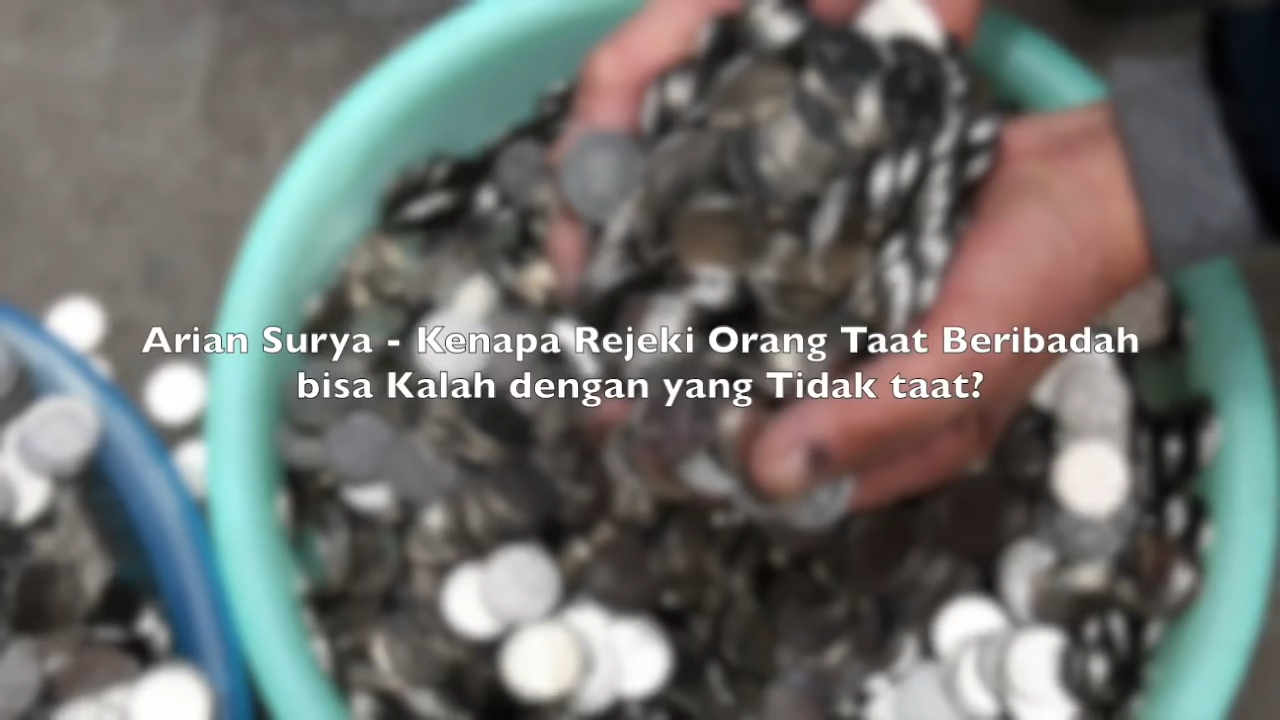 Arian Surya - Kenapa Rejeki Orang Taat Beribadah
bisa Kalah dengan yang Tidak taat?